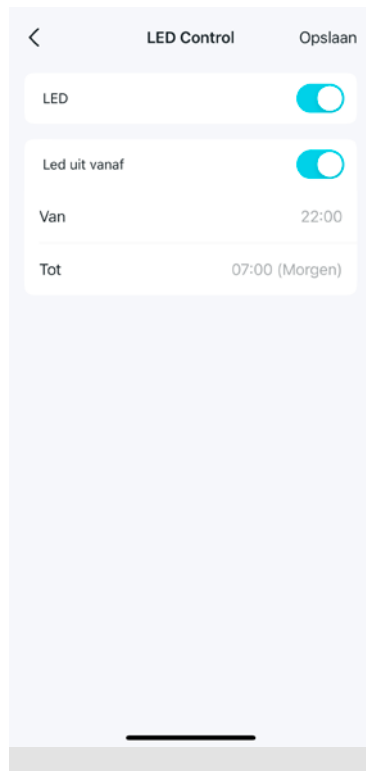 LED Control Opslaan
LED
Led uit vanaf
Van 22:00
Tot 07:00 (Morgen)